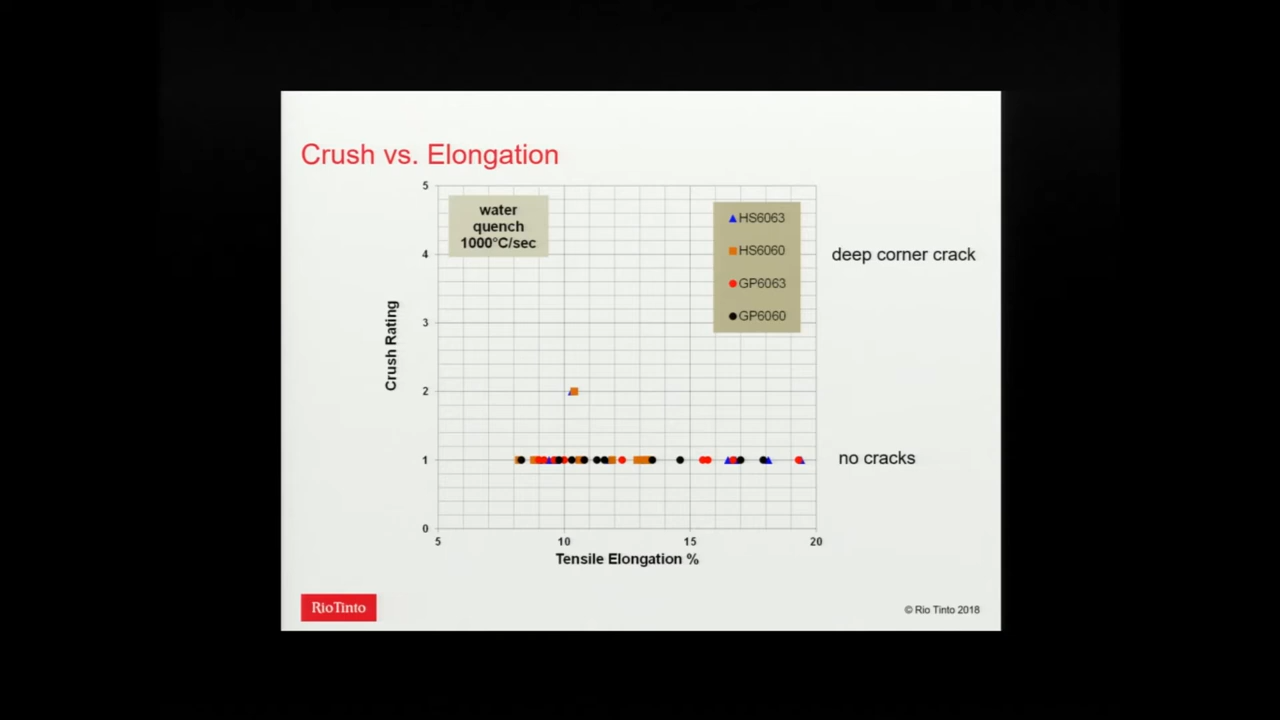 Crush vs. Elongation
5
water
quench
1000°C/sec
HS6063
HS6060
GP6063
GP6060
4
deep corner crack
3
Crush Rating
2
1
no cracks
0
5
10
15
20
Tensile Elongation %
RioTinto
© Rio Tinto 2018